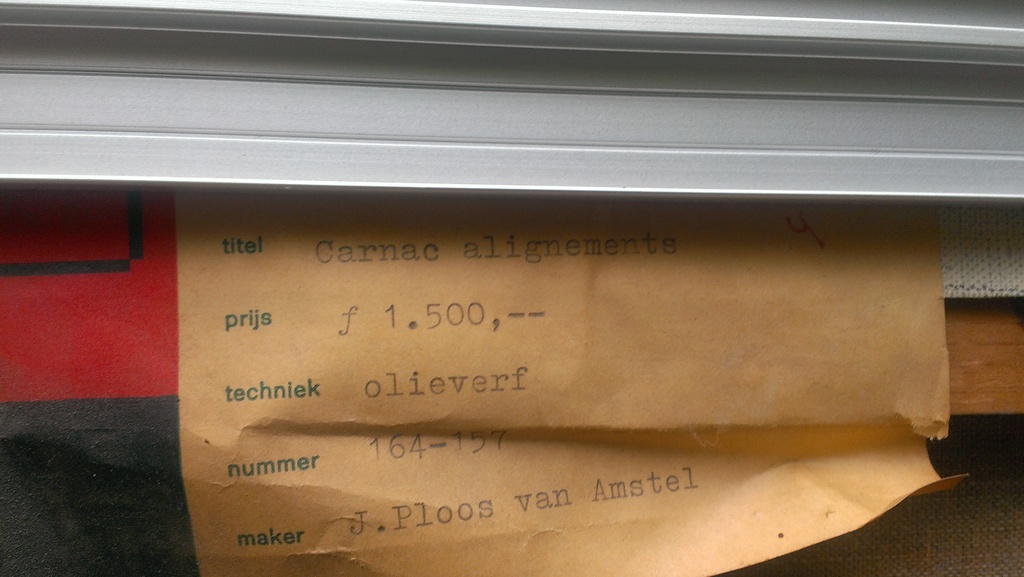 titel Carnac alignements
prijs ƒ 1.500,--
techniek olieverf
nummer 164-157
maker J.Ploos van Amstel